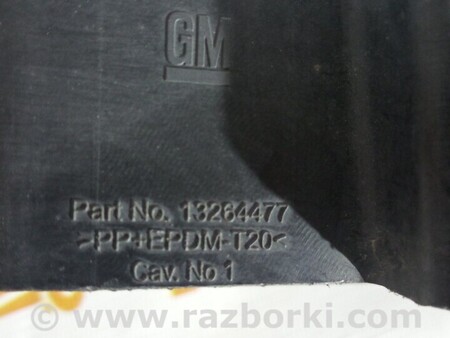 GM
Part No. 13264477
>PP+EPDM-T20<
Cav. No 1
www.razborki.com